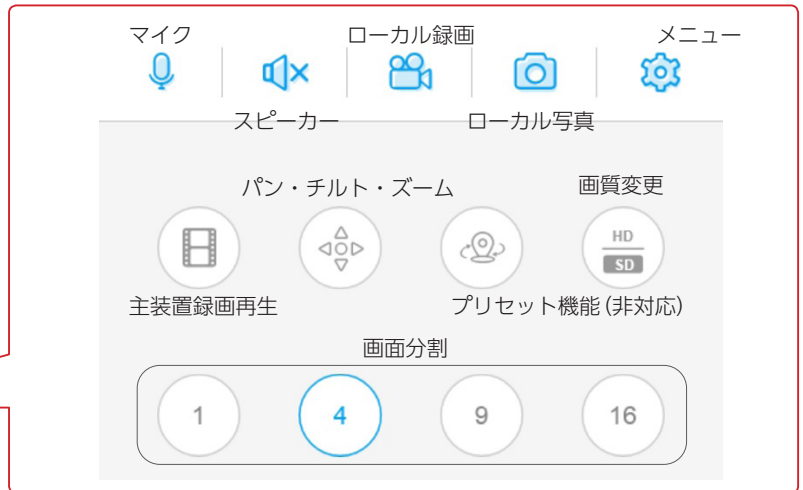 マイク
ローカル録画
メニュー
スピーカー
ローカル写真
パン・チルト・ズーム
画質変更
HD
SD
主装置録画再生
プリセット機能(非対応)
画面分割
1
4
9
16